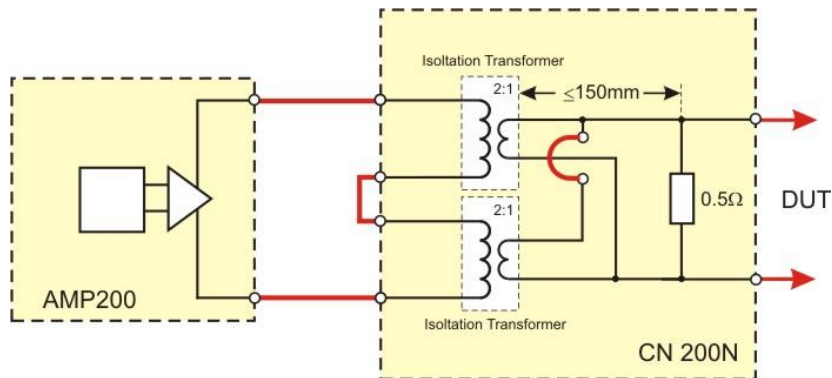 Isoltation Transformer
2:1
≤150mm
0.5Ω
DUT
2:1
AMP200
Isoltation Transformer
CN 200N